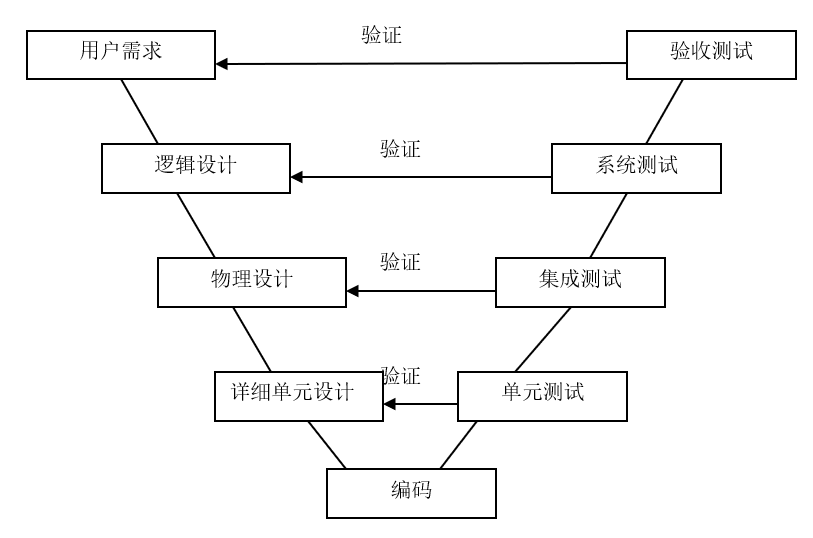 用户需求
验证
验收测试
逻辑设计
验证
系统测试
物理设计
验证
集成测试
详细单元设计
验证
单元测试
编码